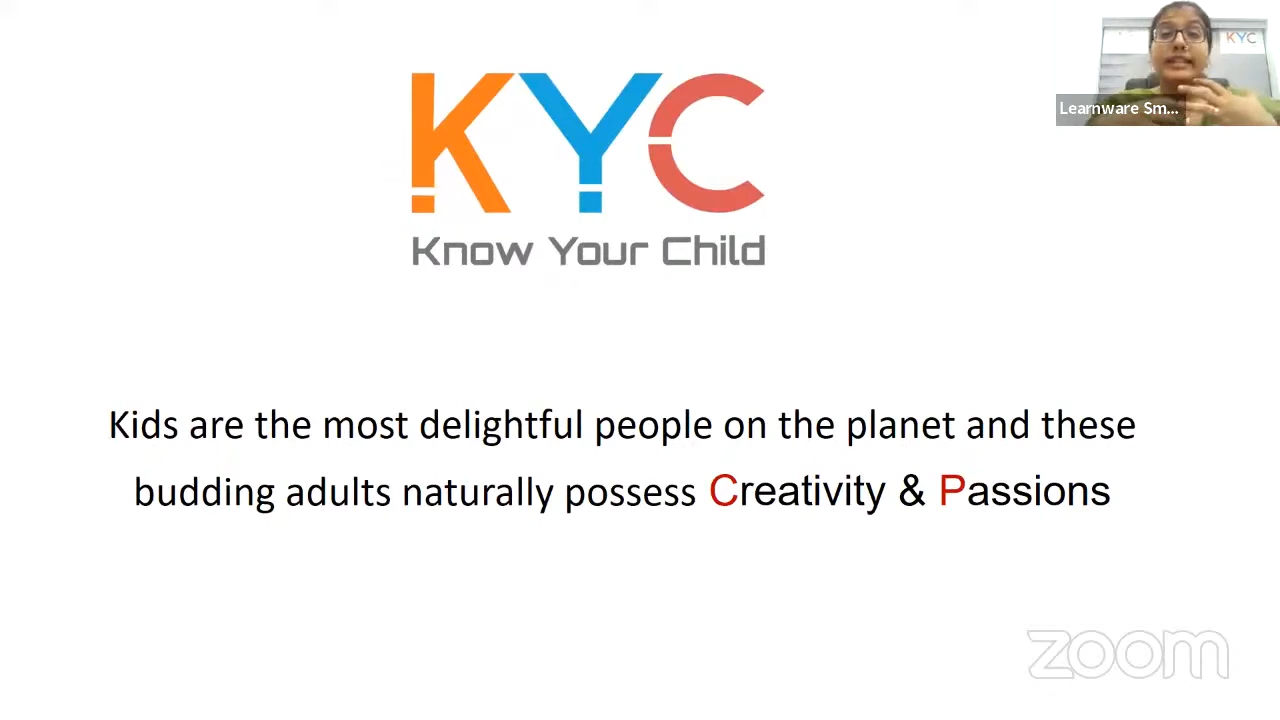 KYC
Know Your Child
KYC
Learnware Sm...
Kids are the most delightful people on the planet and these
budding adults naturally possess Creativity & Passions
zoom